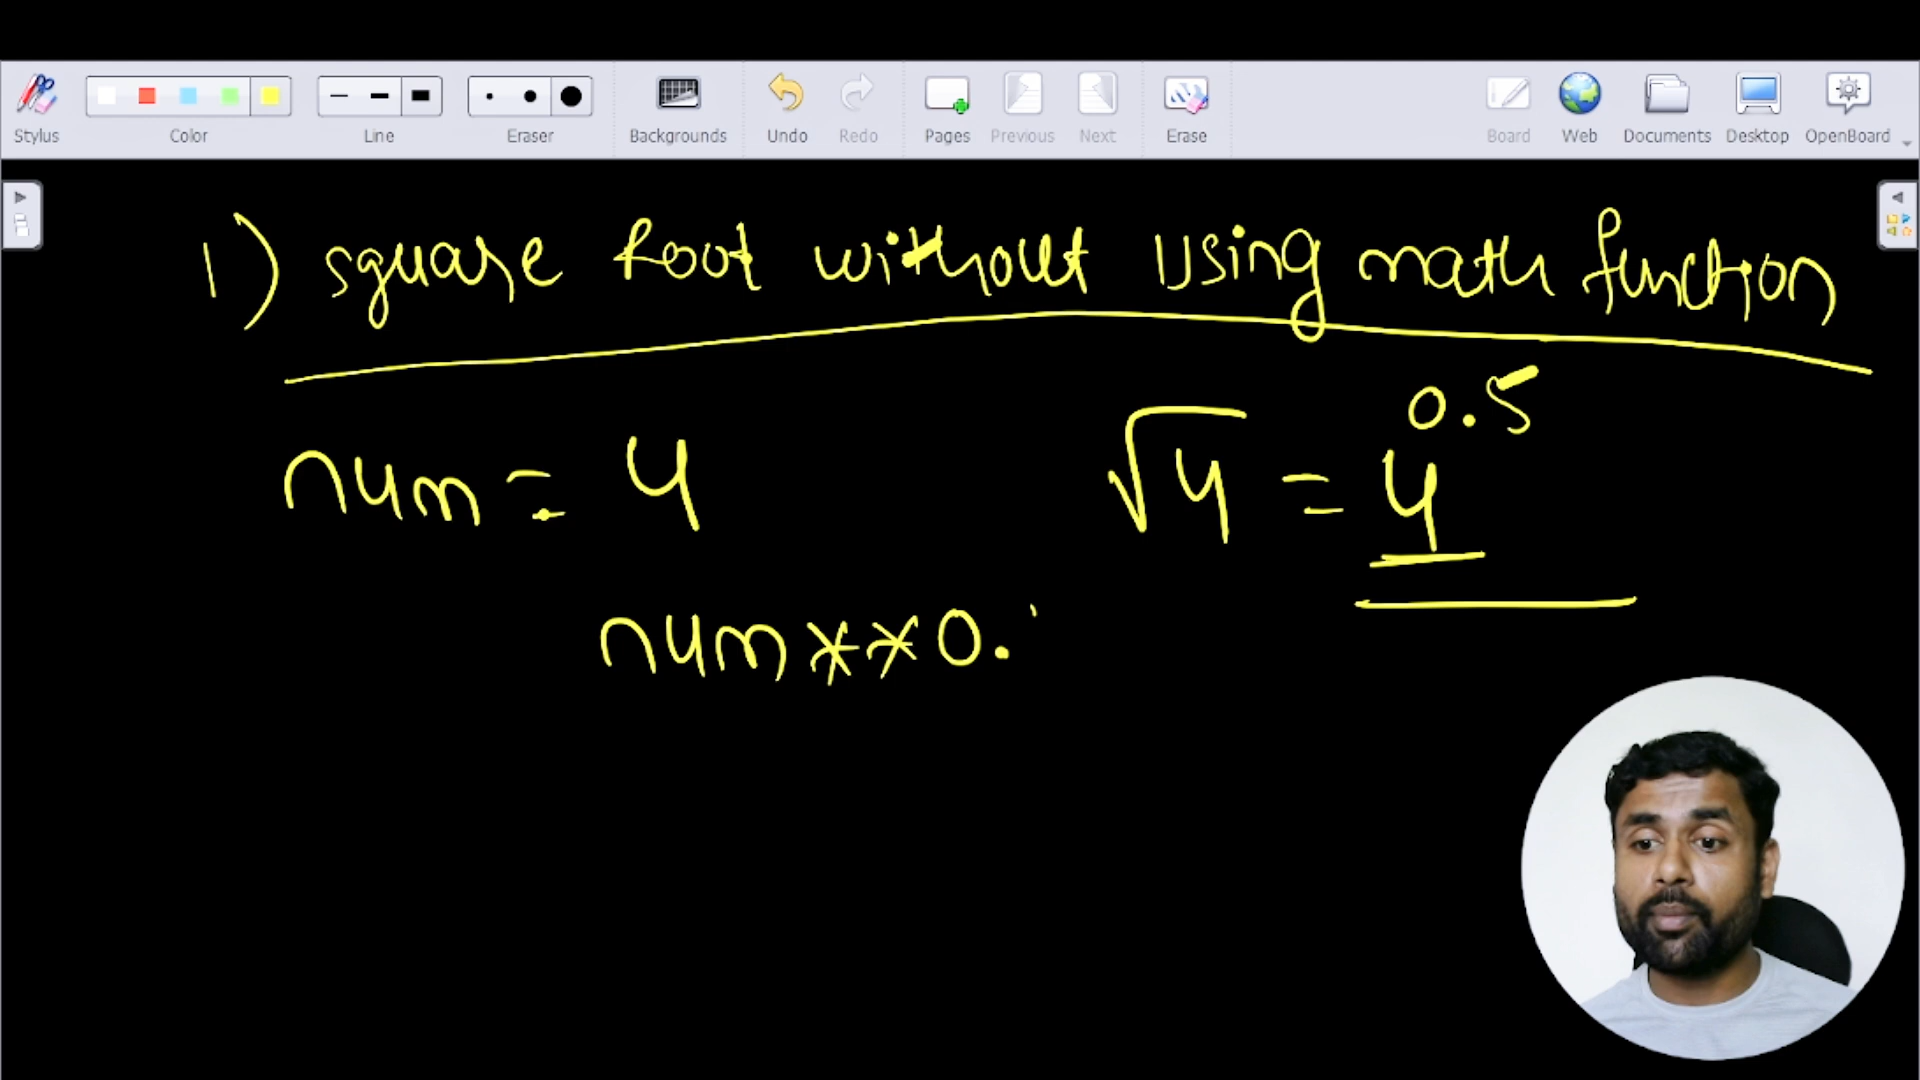 Stylus Color Line Eraser Backgrounds Undo Redo Pages Previous Next Erase Board Web Documents Desktop OpenBoard
1) square root without using math function
num = 4
√4 = 4^0.5
num**0.